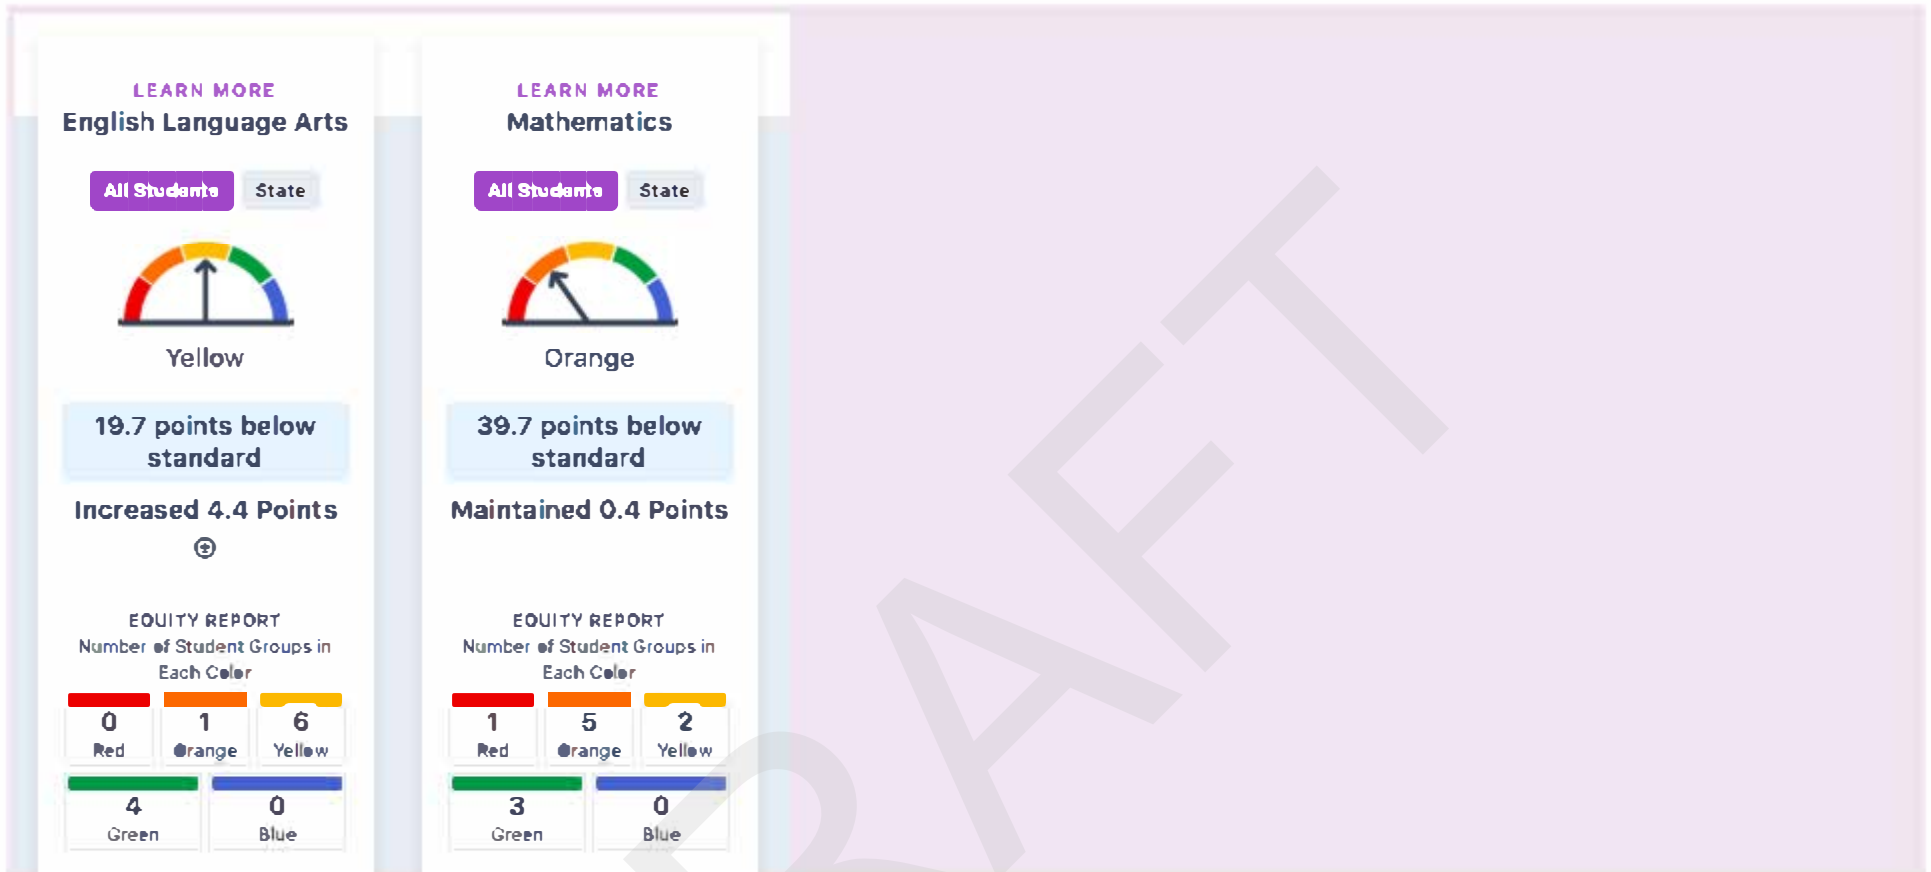 LEARN MORE
English Language Arts
All Students State
Yellow
19.7 points below
standard
Increased 4.4 Points
EQUITY REPORT
Number of Student Groups in
Each Color
0 1 6
Red Orange Yellow
4 0
Green Blue
LEARN MORE
Mathematics
All Students State
Orange
39.7 points below
standard
Maintained 0.4 Points
EQUITY REPORT
Number of Student Groups in
Each Color
1 5 2
Red Orange Yellow
3 0
Green Blue
RAFT